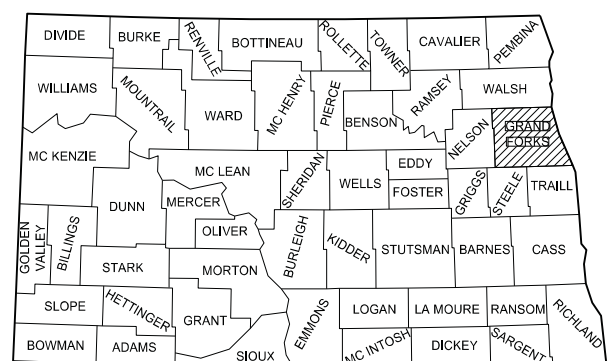 DIVIDE
BURKE
RENVILLE
BOTTINEAU
ROLLETTE
TOWNER
CAVALIER
PEMBINA
WILLIAMS
MOUNTRAIL
WARD
MC HENRY
PIERCE
BENSON
RAMSEY
WALSH
NELSON
GRAND
FORKS
MC KENZIE
MC LEAN
SHERIDAN
WELLS
EDDY
FOSTER
GRIGGS
STEELE
TRAILL
DUNN
MERCER
OLIVER
GOLDEN
VALLEY
BILLINGS
STARK
MORTON
BURLEIGH
KIDDER
STUTSMAN
BARNES
CASS
SLOPE
HETTINGER
GRANT
EMMONS
LOGAN
LA MOURE
RANSOM
RICHLAND
BOWMAN
ADAMS
SIOUX
MC INTOSH
DICKEY
SARGENT